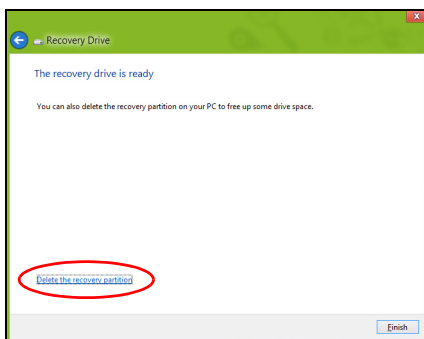 Recovery Drive
The recovery drive is ready
You can also delete the recovery partition on your PC to free up some drive space.
Delete the recovery partition
Finish